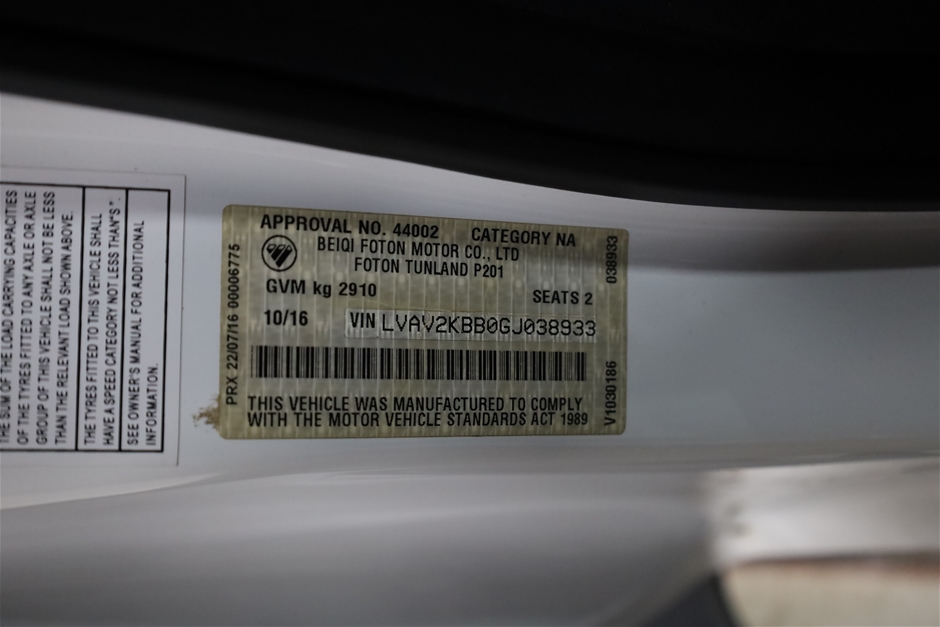 THE SUM OF THE LOAD CARRYING CAPACITIES
OF THE TYRES FITTED TO ANY AXLE OR AXLE
GROUP OF THIS VEHICLE SHALL NOT BE LESS
THAN THE RELEVANT LOAD SHOWN ABOVE.
THE TYRES FITTED TO THIS VEHICLE SHALL
HAVE A SPEED CATEGORY NOT LESS THAN"S".
SEE OWNER'S MANUAL FOR ADDITIONAL
INFORMATION.
PRX 22/07/16 00006775
APPROVAL NO. 44002 CATEGORY NA
BEIQI FOTON MOTOR CO., LTD
FOTON TUNLAND P201
GVM kg 2910 SEATS 2
10/16 VIN LVAV2KBB0GJ038933
THIS VEHICLE WAS MANUFACTURED TO COMPLY
WITH THE MOTOR VEHICLE STANDARDS ACT 1989
V1030186 038933